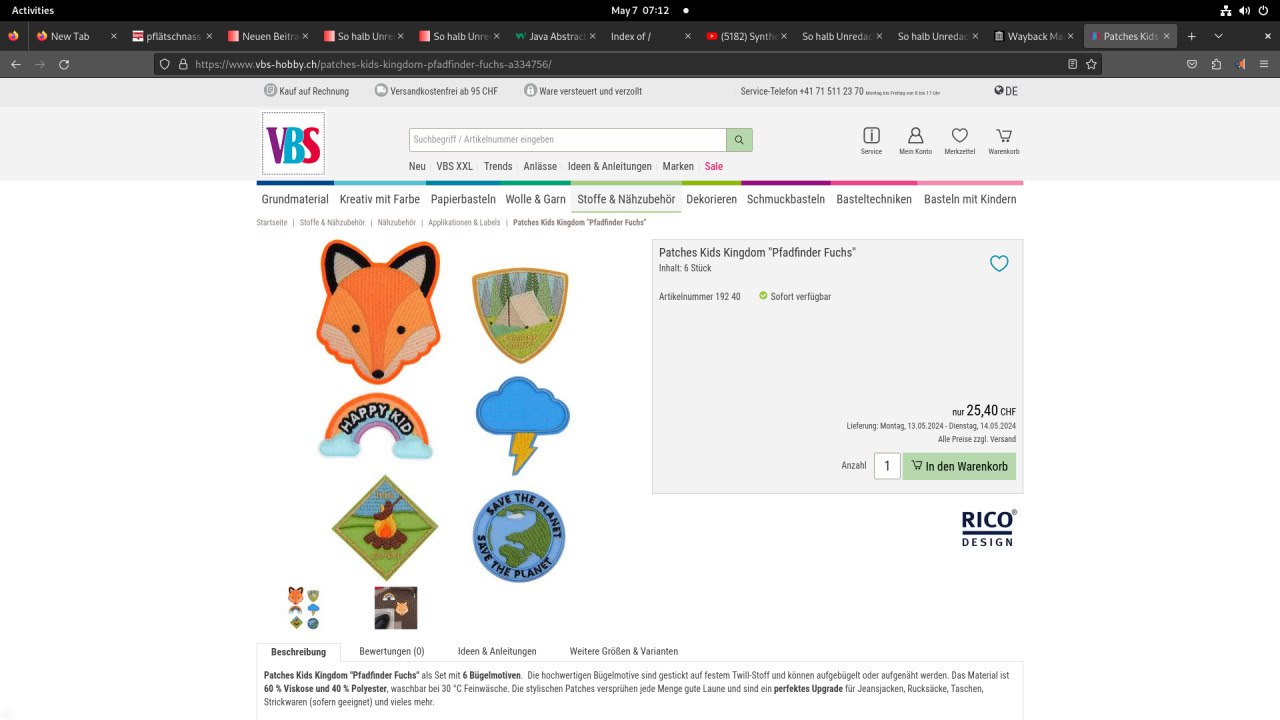 Activities
May 7 07:12
New Tab
pflätschnass
Neuen Beitra
So halb Unre
So halb Unre
Java Abstrac
Index of /
(5182) Synthe
So halb Unredac
So halb Unredac
Wayback Ma
Patches Kids
https://www.vbs-hobby.ch/patches-kids-kingdom-pfadfinder-fuchs-a334756/
Kauf auf Rechnung
Versandkostenfrei ab 95 CHF
Ware versteuert und verzollt
Service-Telefon +41 71 511 23 70 Montag bis Freitag von 8 bis 17 Uhr
DE
VBS
Suchbegriff / Artikelnummer eingeben
Service
Mein Konto
Merkzettel
Warenkorb
Neu
VBS XXL
Trends
Anlässe
Ideen & Anleitungen
Marken
Sale
Grundmaterial
Kreativ mit Farbe
Papierbasteln
Wolle & Garn
Stoffe & Nähzubehör
Dekorieren
Schmuckbasteln
Basteltechniken
Basteln mit Kindern
Startseite | Stoffe & Nähzubehör | Nähzubehör | Applikationen & Labels | Patches Kids Kingdom "Pfadfinder Fuchs"
HAPPY KID
SAVE THE PLANET
SAVE THE PLANET
Patches Kids Kingdom "Pfadfinder Fuchs"
Inhalt: 6 Stück
Artikelnummer 192 40
Sofort verfügbar
nur 25,40 CHF
Lieferung: Montag, 13.05.2024 - Dienstag, 14.05.2024
Alle Preise zzgl. Versand
Anzahl
1
In den Warenkorb
RICO®
DESIGN
Beschreibung
Bewertungen (0)
Ideen & Anleitungen
Weitere Größen & Varianten
Patches Kids Kingdom "Pfadfinder Fuchs" als Set mit 6 Bügelmotiven. Die hochwertigen Bügelmotive sind gestickt auf festem Twill-Stoff und können aufgebügelt oder aufgenäht werden. Das Material ist
60 % Viskose und 40 % Polyester, waschbar bei 30 °C Feinwäsche. Die stylischen Patches versprühen jede Menge gute Laune und sind ein perfektes Upgrade für Jeansjacken, Rucksäcke, Taschen,
Strickwaren (sofern geeignet) und vieles mehr.